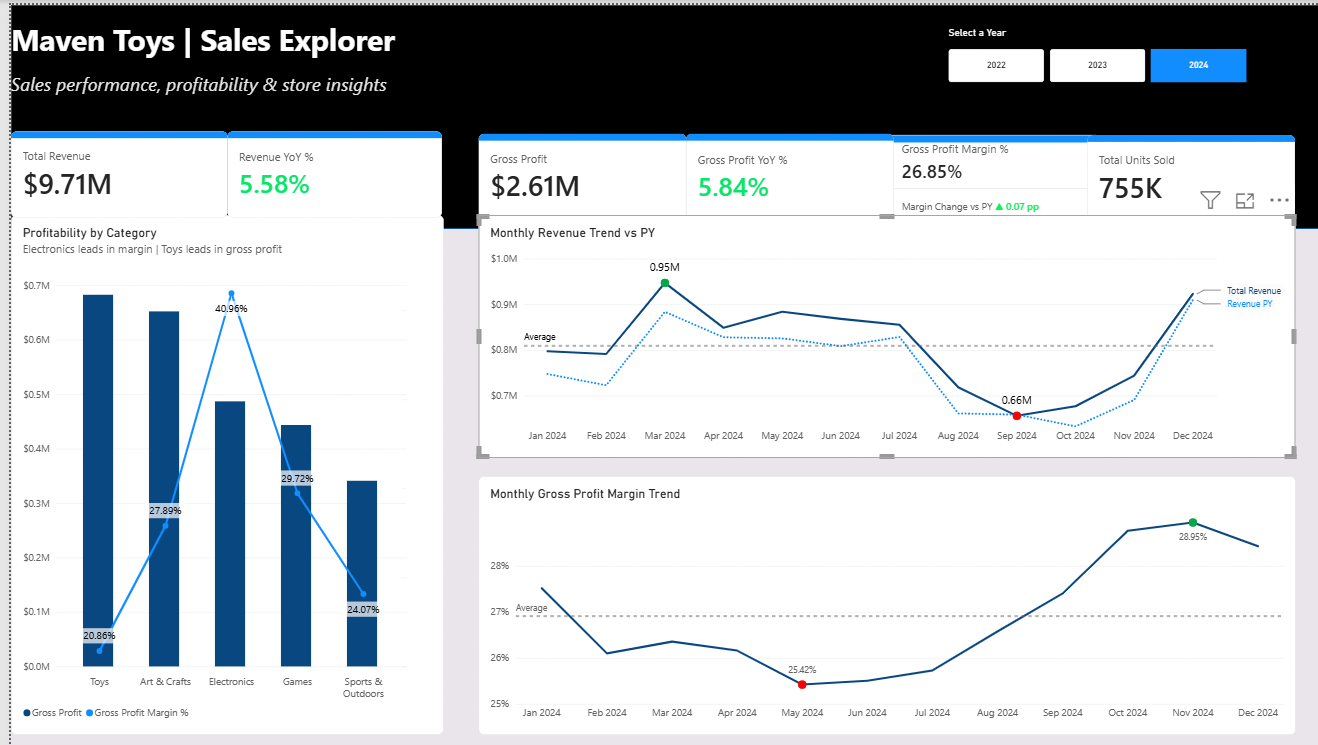 Maven Toys | Sales Explorer
Sales performance, profitability & store insights
Select a Year
2022
2023
2024
Total Revenue
$9.71M
Revenue YoY %
5.58%
Gross Profit
$2.61M
Gross Profit YoY %
5.84%
Gross Profit Margin %
26.85%
Margin Change vs PY ▲ 0.07 pp
Total Units Sold
755K
Profitability by Category
Electronics leads in margin | Toys leads in gross profit
$0.7M
$0.6M
$0.5M
$0.4M
$0.3M
$0.2M
$0.1M
$0.0M
20.86%
27.89%
40.96%
29.72%
24.07%
Toys
Art & Crafts
Electronics
Games
Sports &
Outdoors
Gross Profit
Gross Profit Margin %
Monthly Revenue Trend vs PY
$1.0M
$0.9M
$0.8M
$0.7M
Average
0.95M
0.66M
Total Revenue
Revenue PY
Jan 2024
Feb 2024
Mar 2024
Apr 2024
May 2024
Jun 2024
Jul 2024
Aug 2024
Sep 2024
Oct 2024
Nov 2024
Dec 2024
Monthly Gross Profit Margin Trend
28%
27%
26%
25%
Average
25.42%
28.95%
Jan 2024
Feb 2024
Mar 2024
Apr 2024
May 2024
Jun 2024
Jul 2024
Aug 2024
Sep 2024
Oct 2024
Nov 2024
Dec 2024